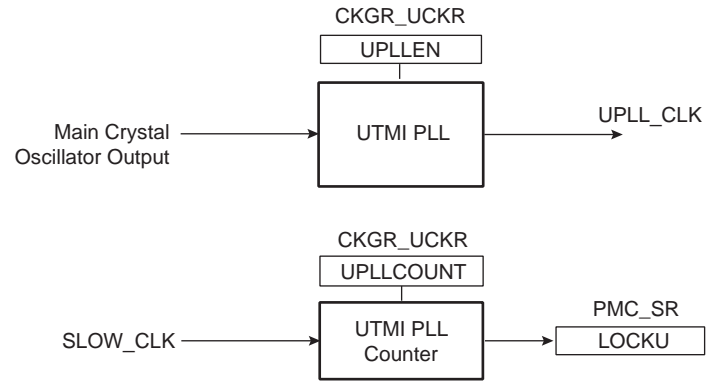 CKGR_UCKR
UPLLEN
Main Crystal
Oscillator Output
UTMI PLL
UPLL_CLK
CKGR_UCKR
UPLLCOUNT
SLOW_CLK
UTMI PLL
Counter
PMC_SR
LOCKU